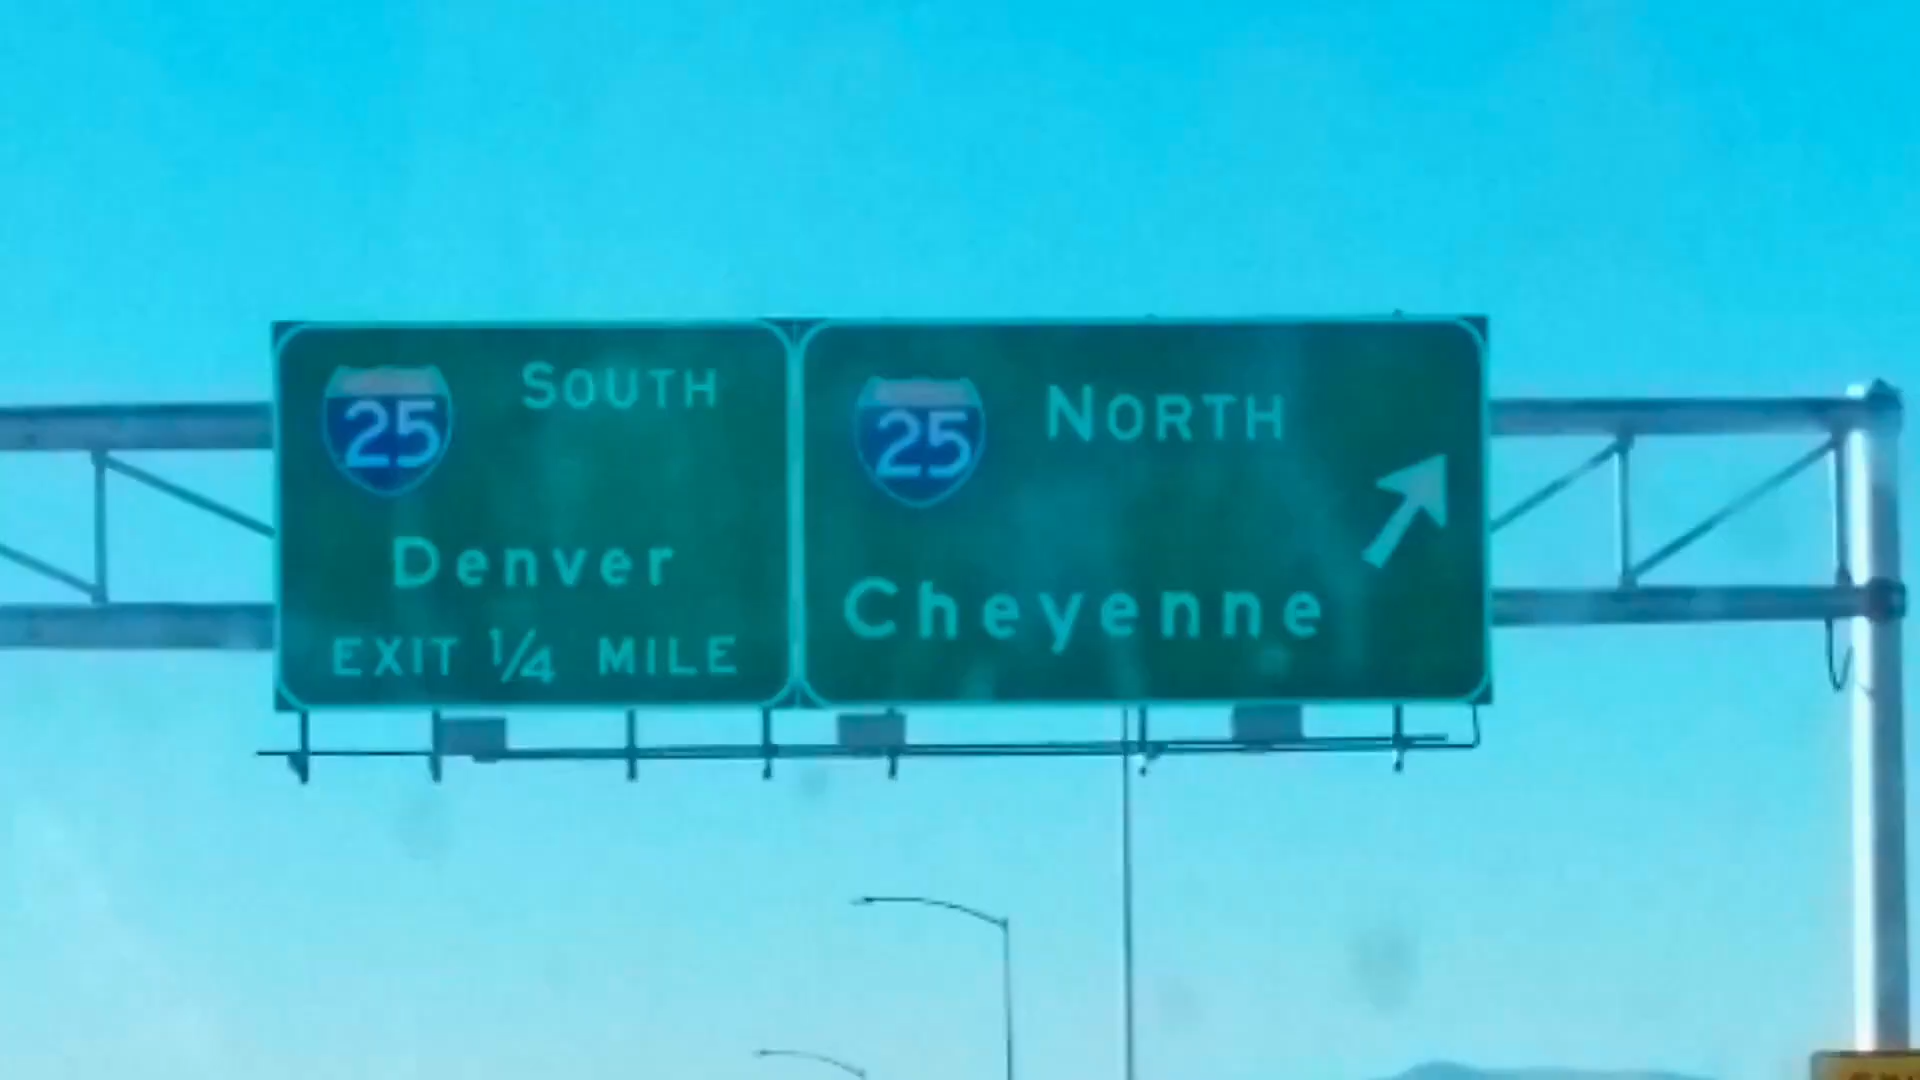 25 SOUTH
Denver
EXIT 1/4 MILE
25 NORTH
Cheyenne